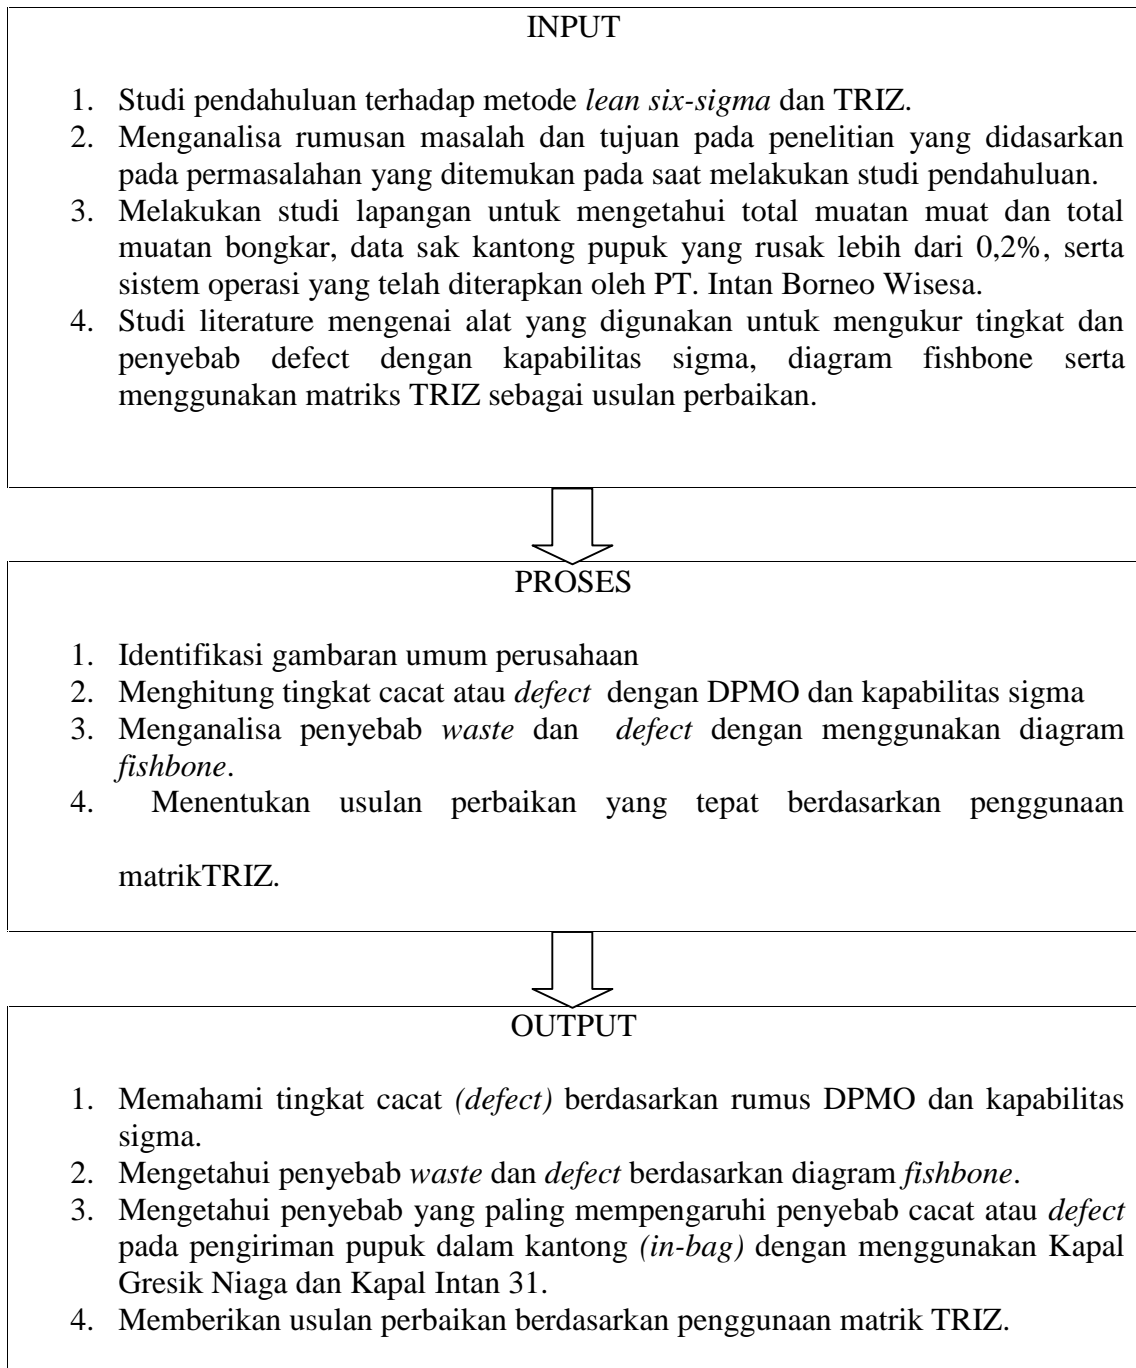 INPUT
1. Studi pendahuluan terhadap metode lean six-sigma dan TRIZ.
2. Menganalisa rumusan masalah dan tujuan pada penelitian yang didasarkan
pada permasalahan yang ditemukan pada saat melakukan studi pendahuluan.
3. Melakukan studi lapangan untuk mengetahui total muatan muat dan total
muatan bongkar, data sak kantong pupuk yang rusak lebih dari 0,2%, serta
sistem operasi yang telah diterapkan oleh PT. Intan Borneo Wisesa.
4. Studi literature mengenai alat yang digunakan untuk mengukur tingkat dan
penyebab defect dengan kapabilitas sigma, diagram fishbone serta
menggunakan matriks TRIZ sebagai usulan perbaikan.
PROSES
1. Identifikasi gambaran umum perusahaan
2. Menghitung tingkat cacat atau defect dengan DPMO dan kapabilitas sigma
3. Menganalisa penyebab waste dan defect dengan menggunakan diagram
fishbone.
4. Menentukan usulan perbaikan yang tepat berdasarkan penggunaan
matrikTRIZ.
OUTPUT
1. Memahami tingkat cacat (defect) berdasarkan rumus DPMO dan kapabilitas
sigma.
2. Mengetahui penyebab waste dan defect berdasarkan diagram fishbone.
3. Mengetahui penyebab yang paling mempengaruhi penyebab cacat atau defect
pada pengiriman pupuk dalam kantong (in-bag) dengan menggunakan Kapal
Gresik Niaga dan Kapal Intan 31.
4. Memberikan usulan perbaikan berdasarkan penggunaan matrik TRIZ.